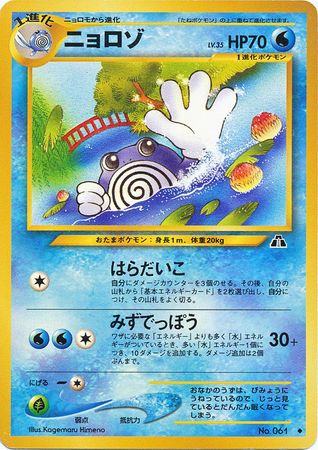 1進化
ニョロモから進化
「たねポケモン」の上に重ねて進化させます。
ニョロゾ
LV.35 HP70
1進化ポケモン
おたまポケモン:身長1m、体重20kg
はらだいこ
自分にダメージカウンターを3個のせる。その後、自分の
山札から「基本エネルギーカード」を2枚選び出し、自分につ
け、その山札をよく切る。
みずでっぽう
30+
ワザに必要な「エネルギー」よりも多く「水」エネルギー
がついているとき、多い「水」エネルギー1個に
つき、10ダメージを追加する。ダメージ追加は2個
ぶんまで。
にげる
弱点
抵抗力
おなかのうずは、びみょうに
うねっているので、じっと見
ているとだんだん眠くなって
しまう。
Illus.Kagemaru Himeno
No.061